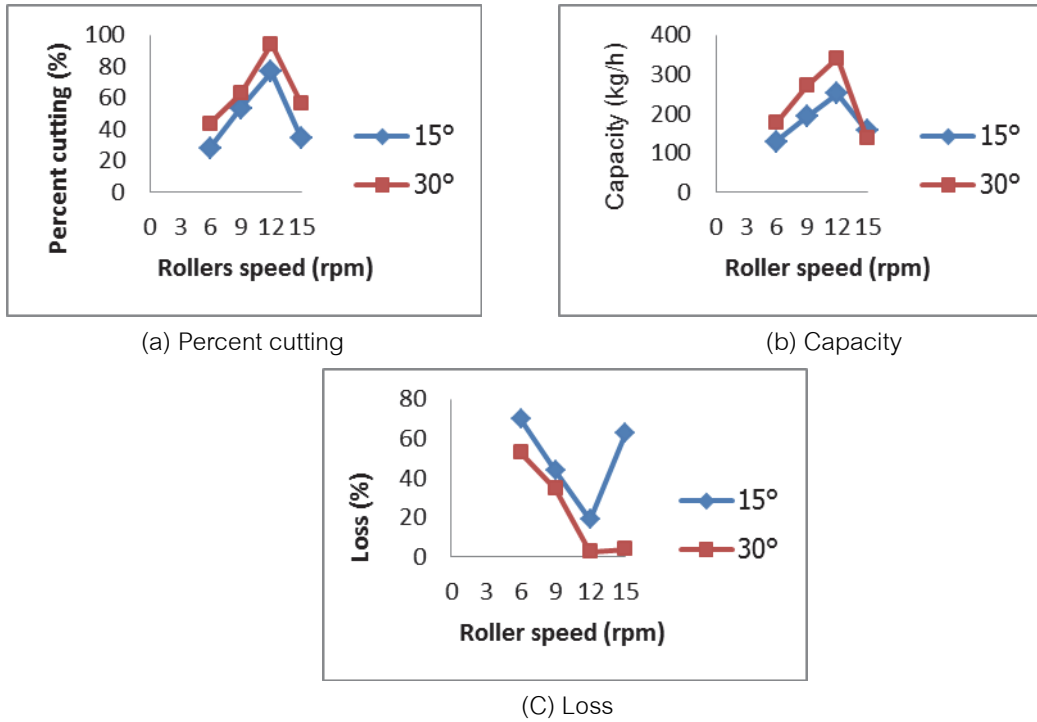 100
80
60
40
20
0
Percent cutting (%)
0 3 6 9 12 15
Rollers speed (rpm)
15°
30°
(a) Percent cutting
400
300
200
100
0
Capacity (kg/h)
0 3 6 9 12 15
Roller speed (rpm)
15°
30°
(b) Capacity
80
60
40
20
0
Loss (%)
0 3 6 9 12 15
Roller speed (rpm)
15°
30°
(C) Loss